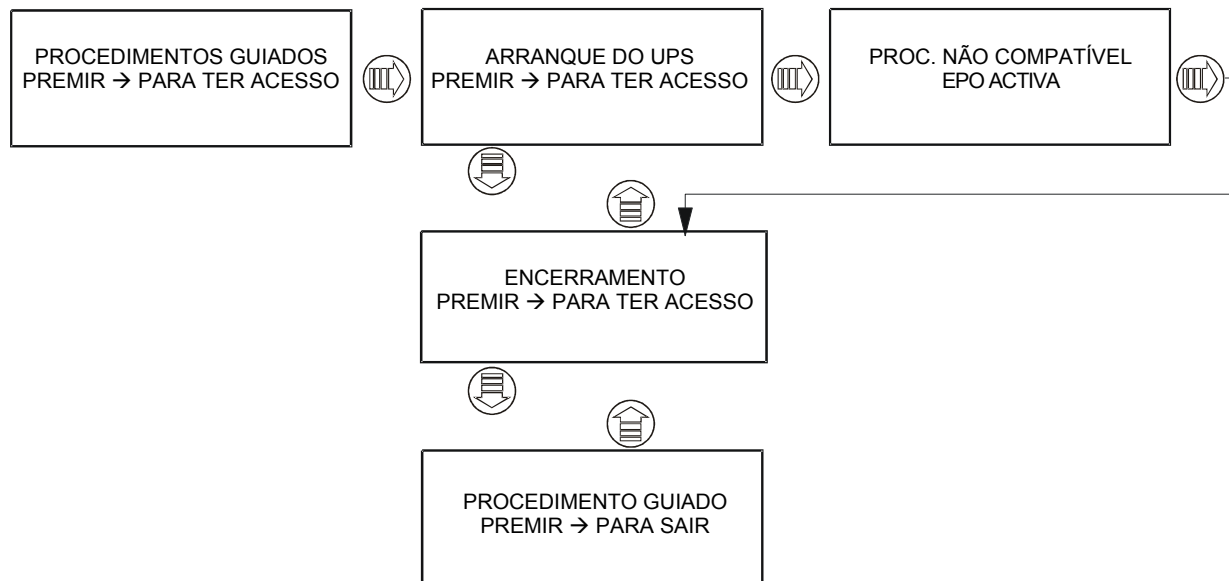 PROCEDIMENTOS GUIADOS
PREMIR → PARA TER ACESSO
ARRANQUE DO UPS
PREMIR → PARA TER ACESSO
PROC. NÃO COMPATÍVEL
EPO ACTIVA
ENCERRAMENTO
PREMIR → PARA TER ACESSO
PROCEDIMENTO GUIADO
PREMIR → PARA SAIR